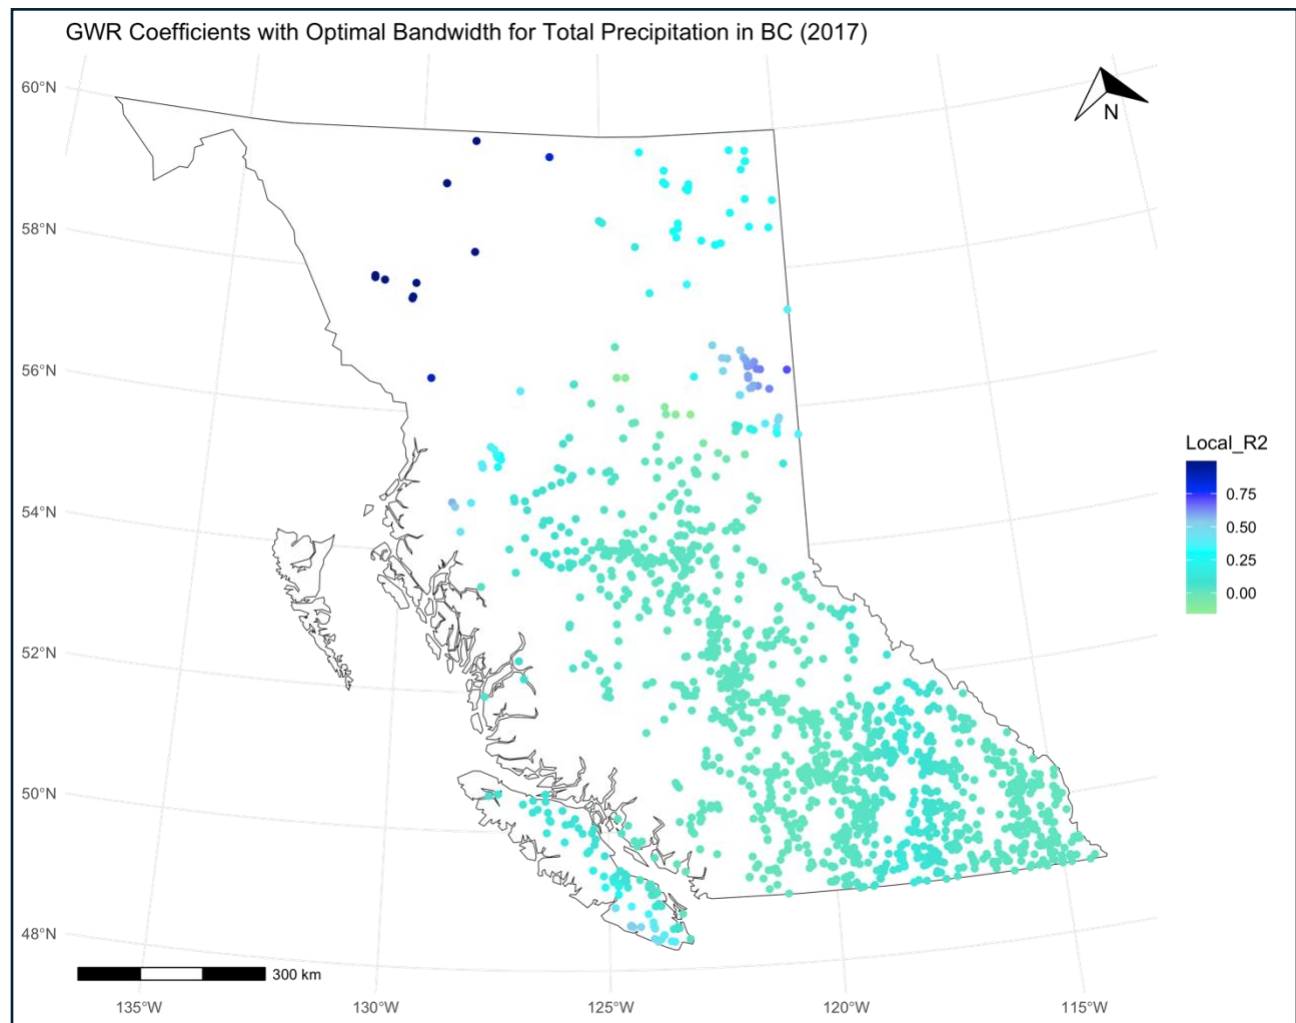 GWR Coefficients with Optimal Bandwidth for Total Precipitation in BC (2017)
60°N
N
58°N
56°N
54°N
52°N
50°N
48°N
Local_R2
0.75
0.50
0.25
0.00
300 km
135°W
130°W
125°W
120°W
115°W